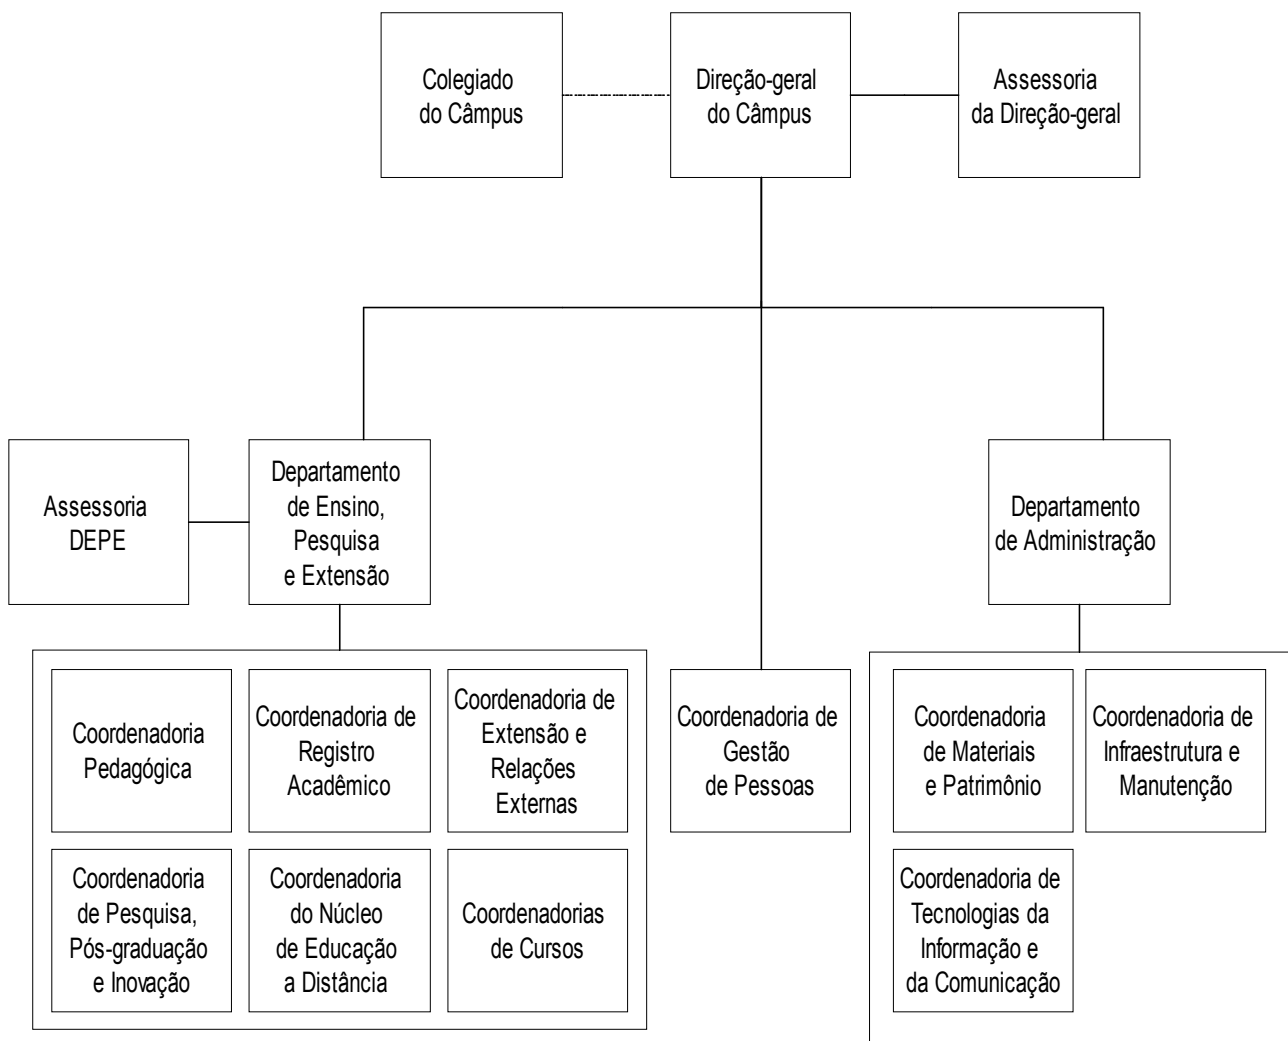 Colegiado
do Câmpus
Direção-geral
do Câmpus
Assessoria
da Direção-geral
Assessoria
DEPE
Departamento
de Ensino,
Pesquisa
e Extensão
Departamento
de Administração
Coordenadoria
Pedagógica
Coordenadoria de
Registro
Acadêmico
Coordenadoria de
Extensão e
Relações
Externas
Coordenadoria de
Gestão
de Pessoas
Coordenadoria
de Materiais
e Patrimônio
Coordenadoria de
Infraestrutura e
Manutenção
Coordenadoria
de Pesquisa,
Pós-graduação
e Inovação
Coordenadoria
do Núcleo
de Educação
a Distância
Coordenadorias
de Cursos
Coordenadoria de
Tecnologias da
Informação e
da Comunicação